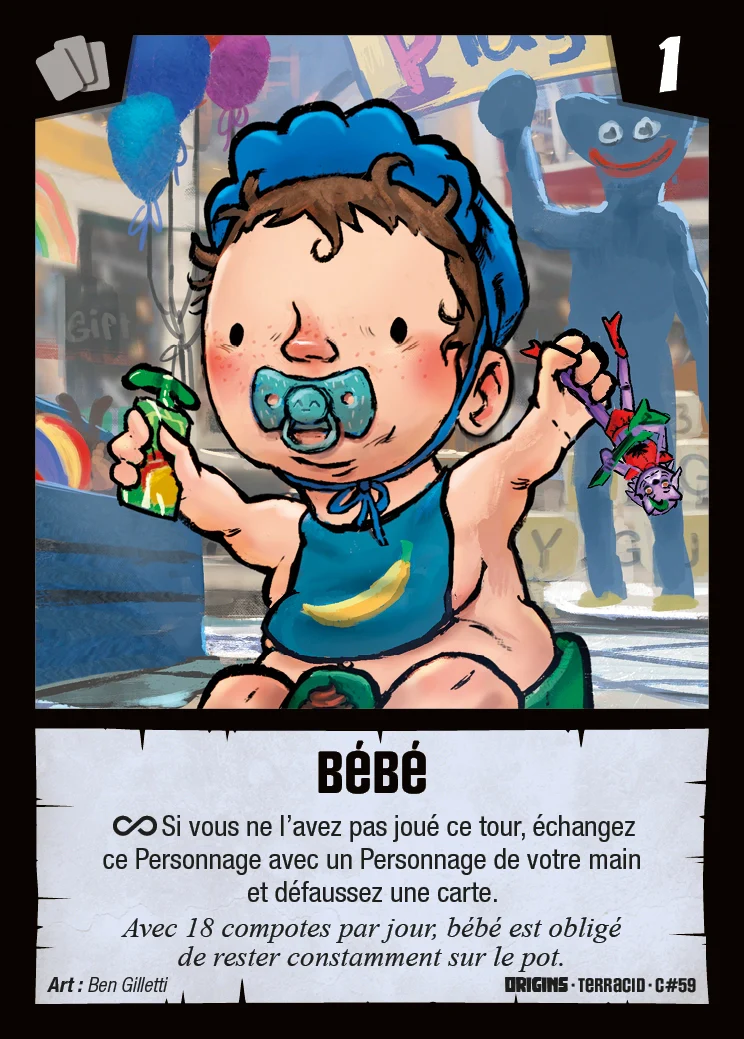 1
Play
Gift
3
G
Y G U
BéBé
∞ Si vous ne l'avez pas joué ce tour, échangez
ce Personnage avec un Personnage de votre main
et défaussez une carte.
Avec 18 compotes par jour, bébé est obligé
de rester constamment sur le pot.
Art : Ben Gilletti
ORIGINS · TERRACID · C#59